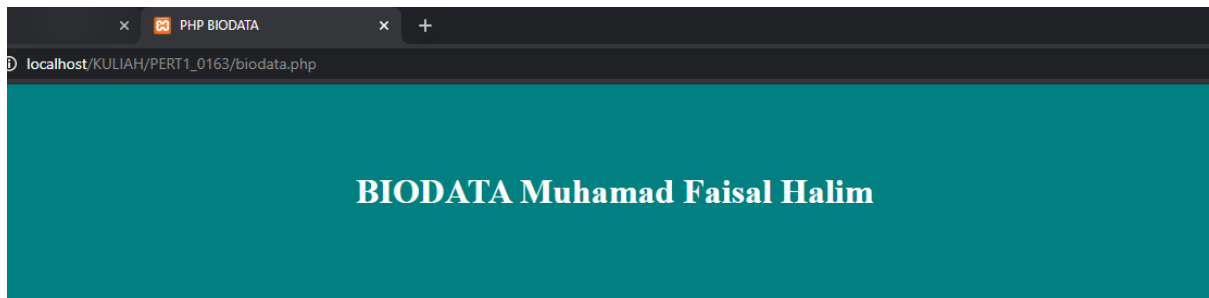 PHP BIODATA
localhost/KULIAH/PERT1_0163/biodata.php
BIODATA Muhamad Faisal Halim